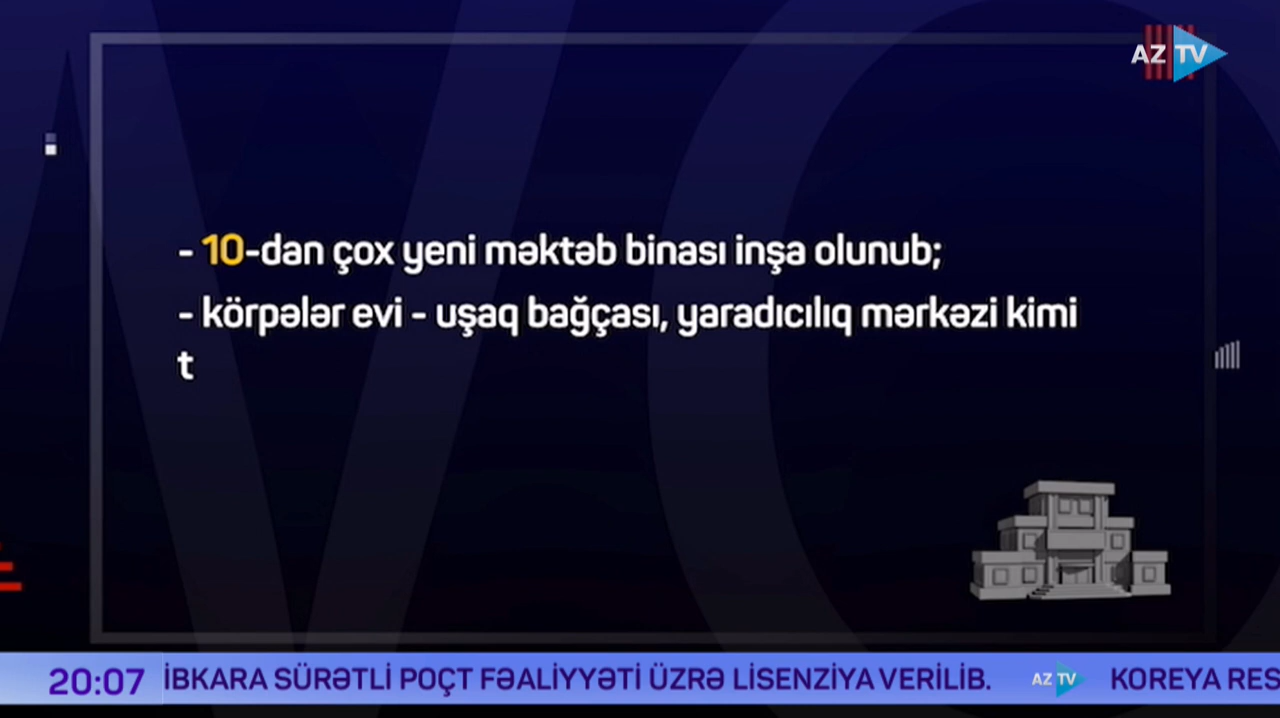 AZ TV
- 10-dan çox yeni məktəb binası inşa olunub;
- körpələr evi - uşaq bağçası, yaradıcılıq mərkəzi kimi
t
20:07 İBKARA SÜRƏTLİ POÇT FƏALİYYƏTİ ÜZRƏ LİSENZİYA VERİLİB. AZ TV KOREYA RES